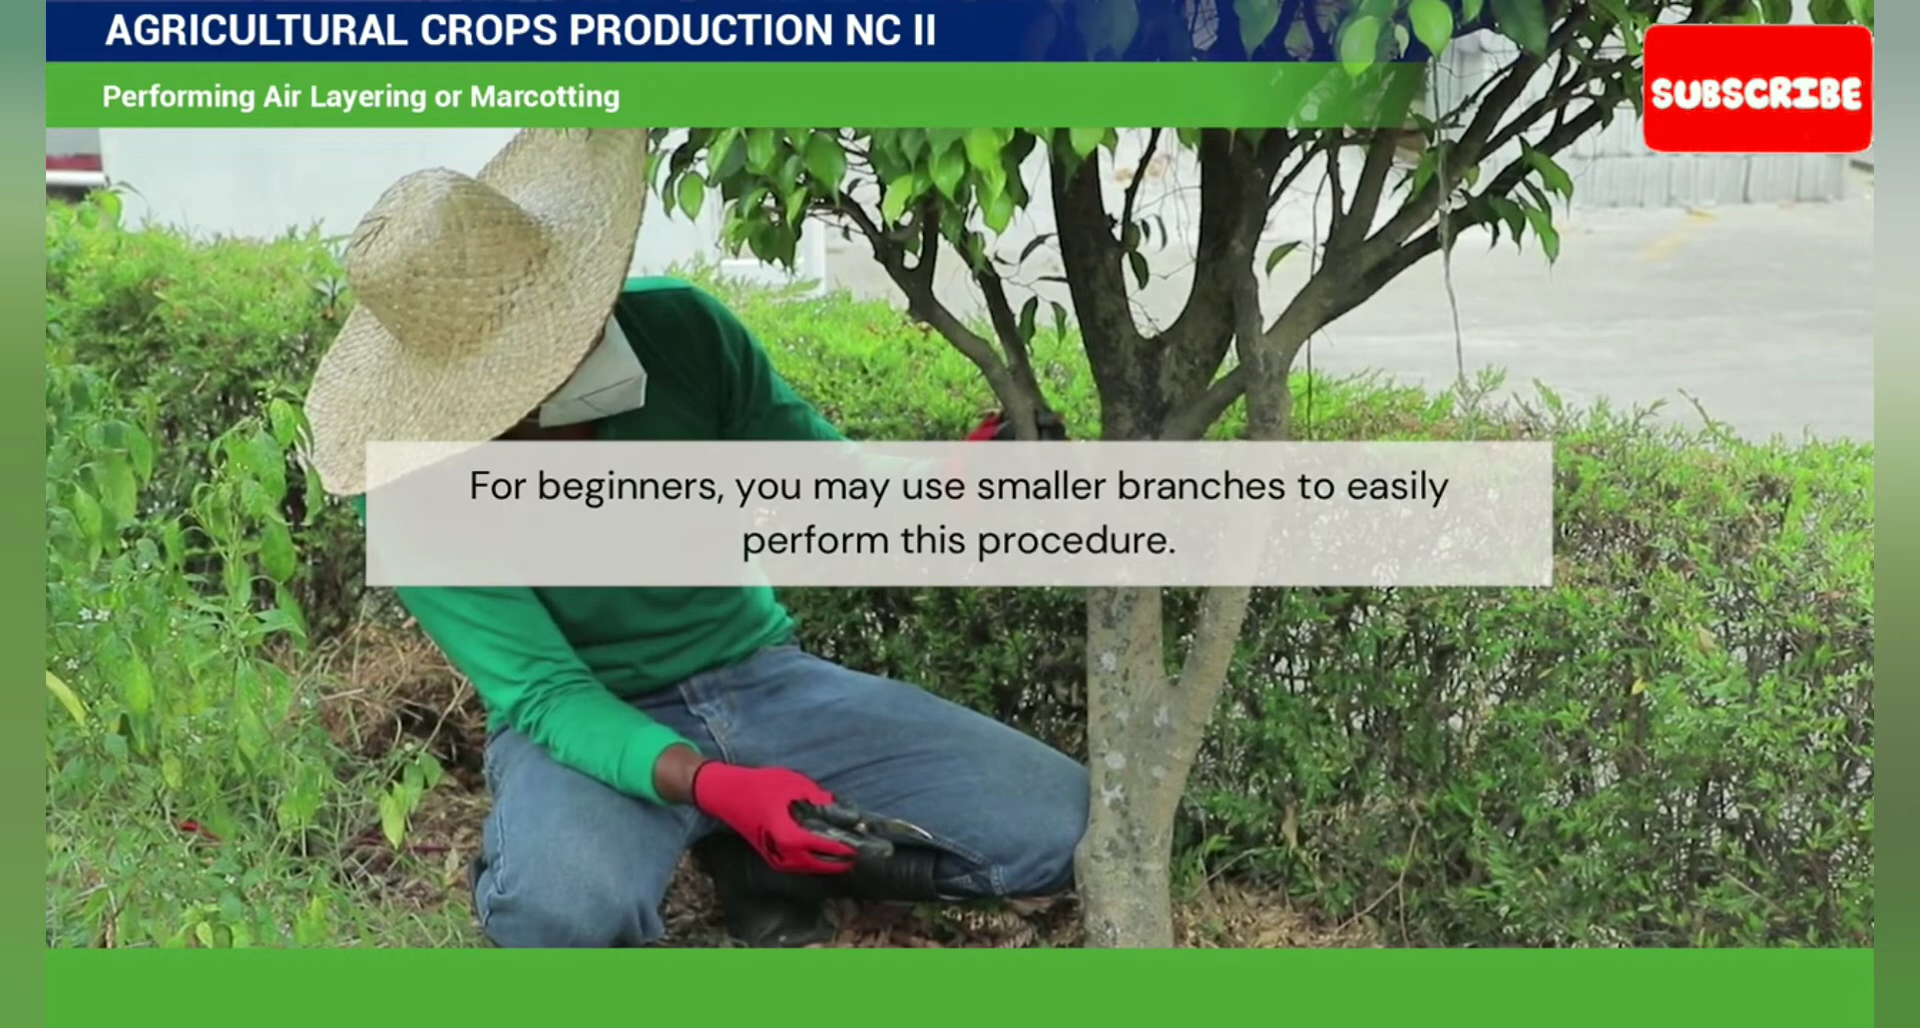 AGRICULTURAL CROPS PRODUCTION NC II
Performing Air Layering or Marcotting
SUBSCRIBE
For beginners, you may use smaller branches to easily
perform this procedure.